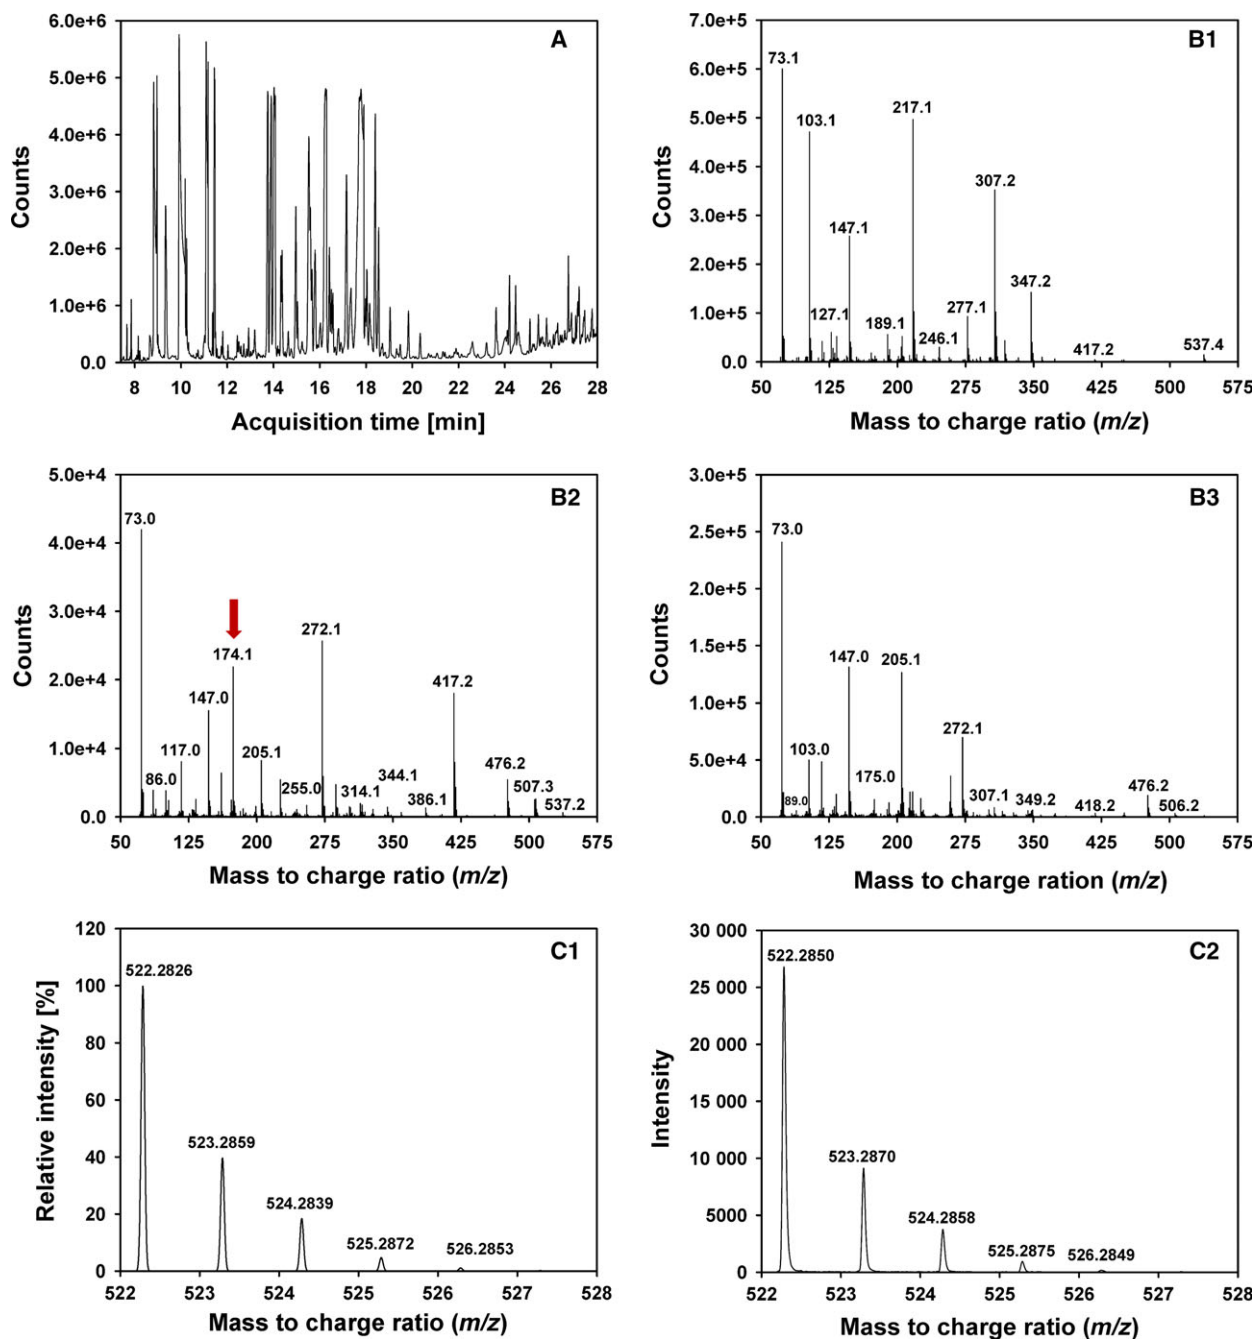 A
6.0e+6
5.0e+6
4.0e+6
3.0e+6
2.0e+6
1.0e+6
0.0
Counts
8 10 12 14 16 18 20 22 24 26 28
Acquisition time [min]
B1
7.0e+5
6.0e+5
5.0e+5
4.0e+5
3.0e+5
2.0e+5
1.0e+5
0.0
Counts
73.1
103.1
217.1
307.2
147.1
347.2
127.1
189.1
277.1
246.1
417.2
537.4
50 125 200 275 350 425 500 575
Mass to charge ratio (m/z)
B2
5.0e+4
4.0e+4
3.0e+4
2.0e+4
1.0e+4
0.0
Counts
73.0
174.1
272.1
147.0
417.2
117.0
205.1
86.0
255.0
344.1
314.1
386.1
476.2
507.3
537.2
50 125 200 275 350 425 500 575
Mass to charge ratio (m/z)
B3
3.0e+5
2.5e+5
2.0e+5
1.5e+5
1.0e+5
5.0e+4
0.0
Counts
73.0
147.0
205.1
272.1
103.0
175.0
89.0
307.1
349.2
418.2
476.2
506.2
50 125 200 275 350 425 500 575
Mass to charge ration (m/z)
C1
120
100
80
60
40
20
0
Relative intensity [%]
522.2826
523.2859
524.2839
525.2872
526.2853
522 523 524 525 526 527 528
Mass to charge ratio (m/z)
C2
30 000
25 000
20 000
15 000
10 000
5000
0
Intensity
522.2850
523.2870
524.2858
525.2875
526.2849
522 523 524 525 526 527 528
Mass to charge ratio (m/z)